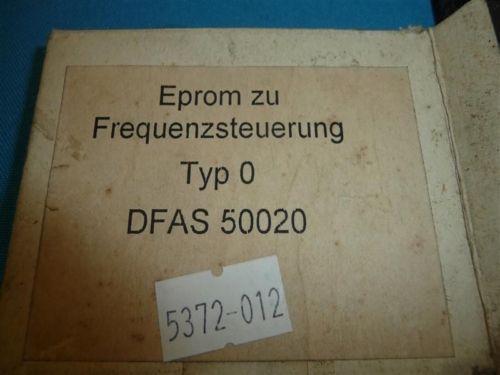 Eprom zu
Frequenzsteuerung
Typ 0
DFAS 50020
5372-012